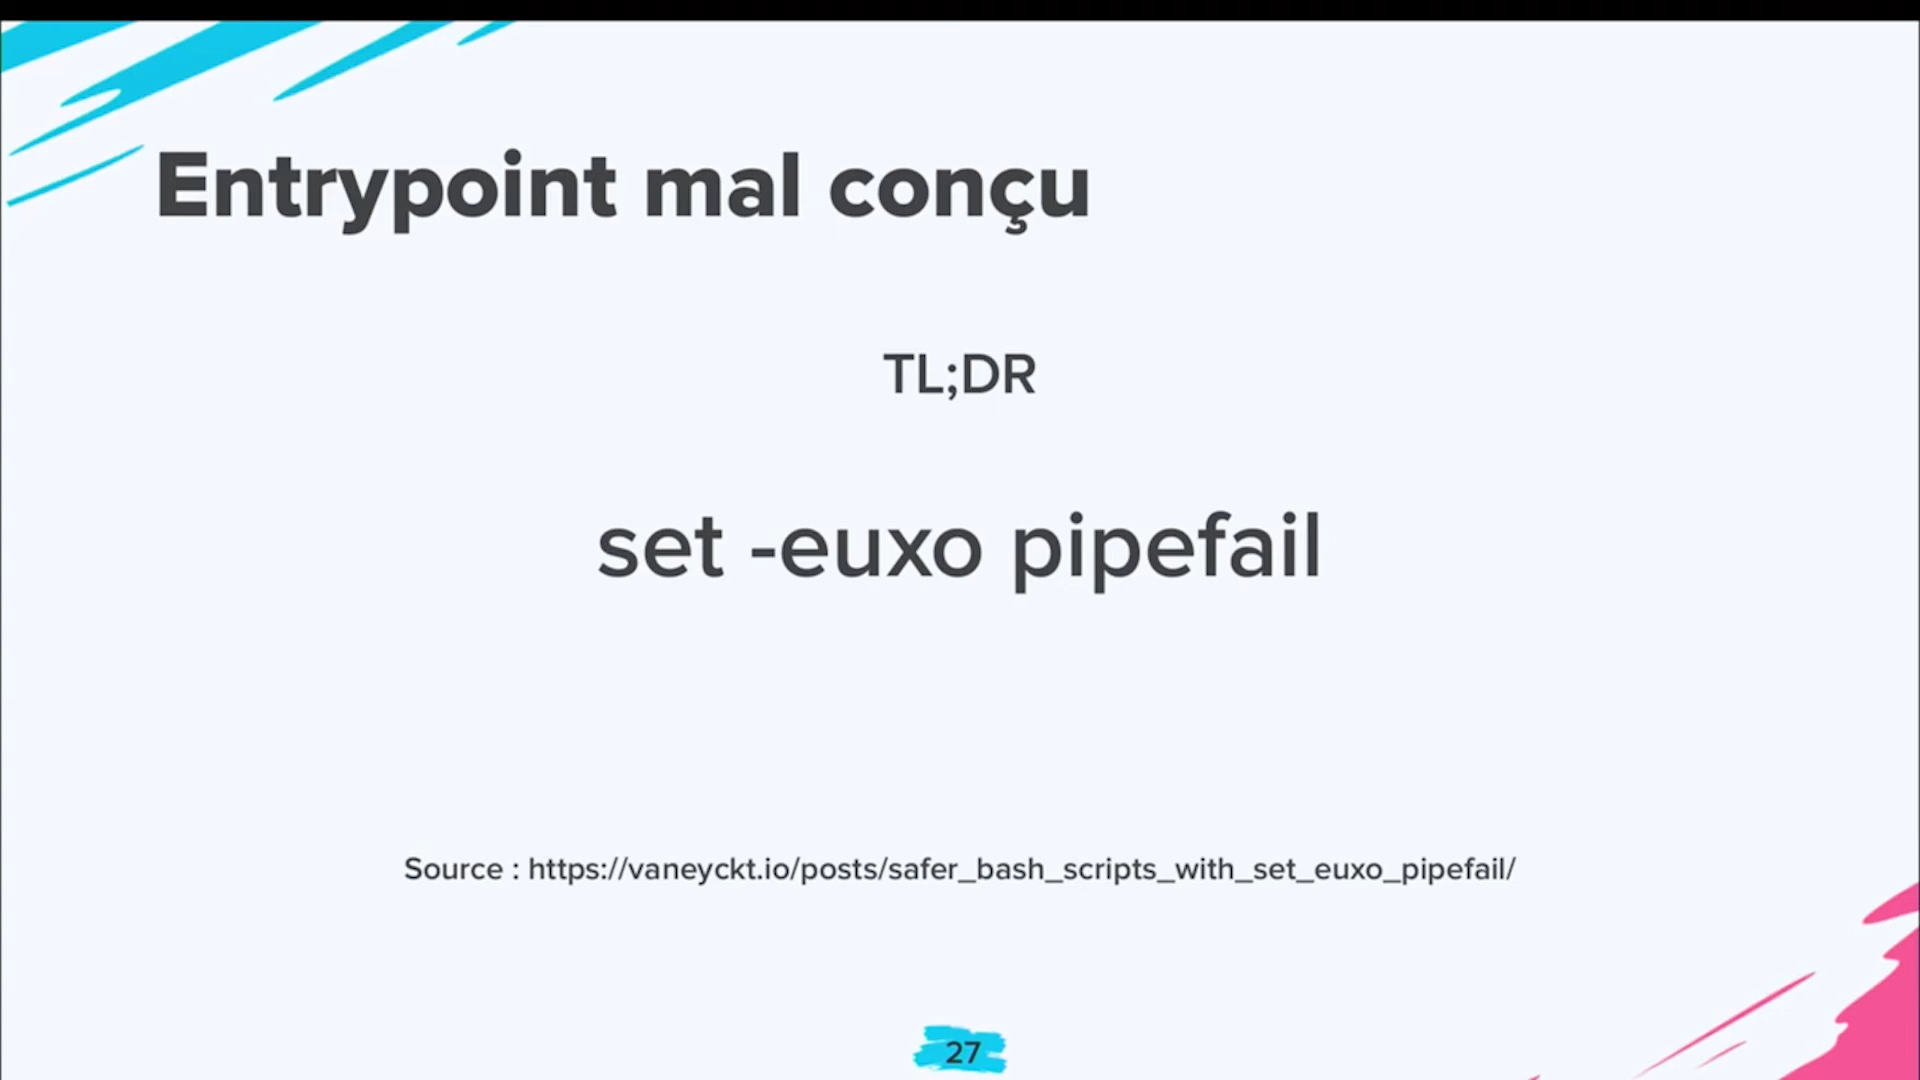 Entrypoint mal conçu
TL;DR
set -euxo pipefail
Source : https://vaneyckt.io/posts/safer_bash_scripts_with_set_euxo_pipefail/
27